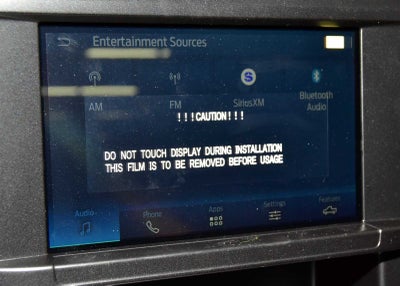 Entertainment Sources
AM
FM
SiriusXM
Bluetooth
Audio
!!!CAUTION!!!
DO NOT TOUCH DISPLAY DURING INSTALLATION
THIS FILM IS TO BE REMOVED BEFORE USAGE
Audio
Phone
Apps
Settings
Features